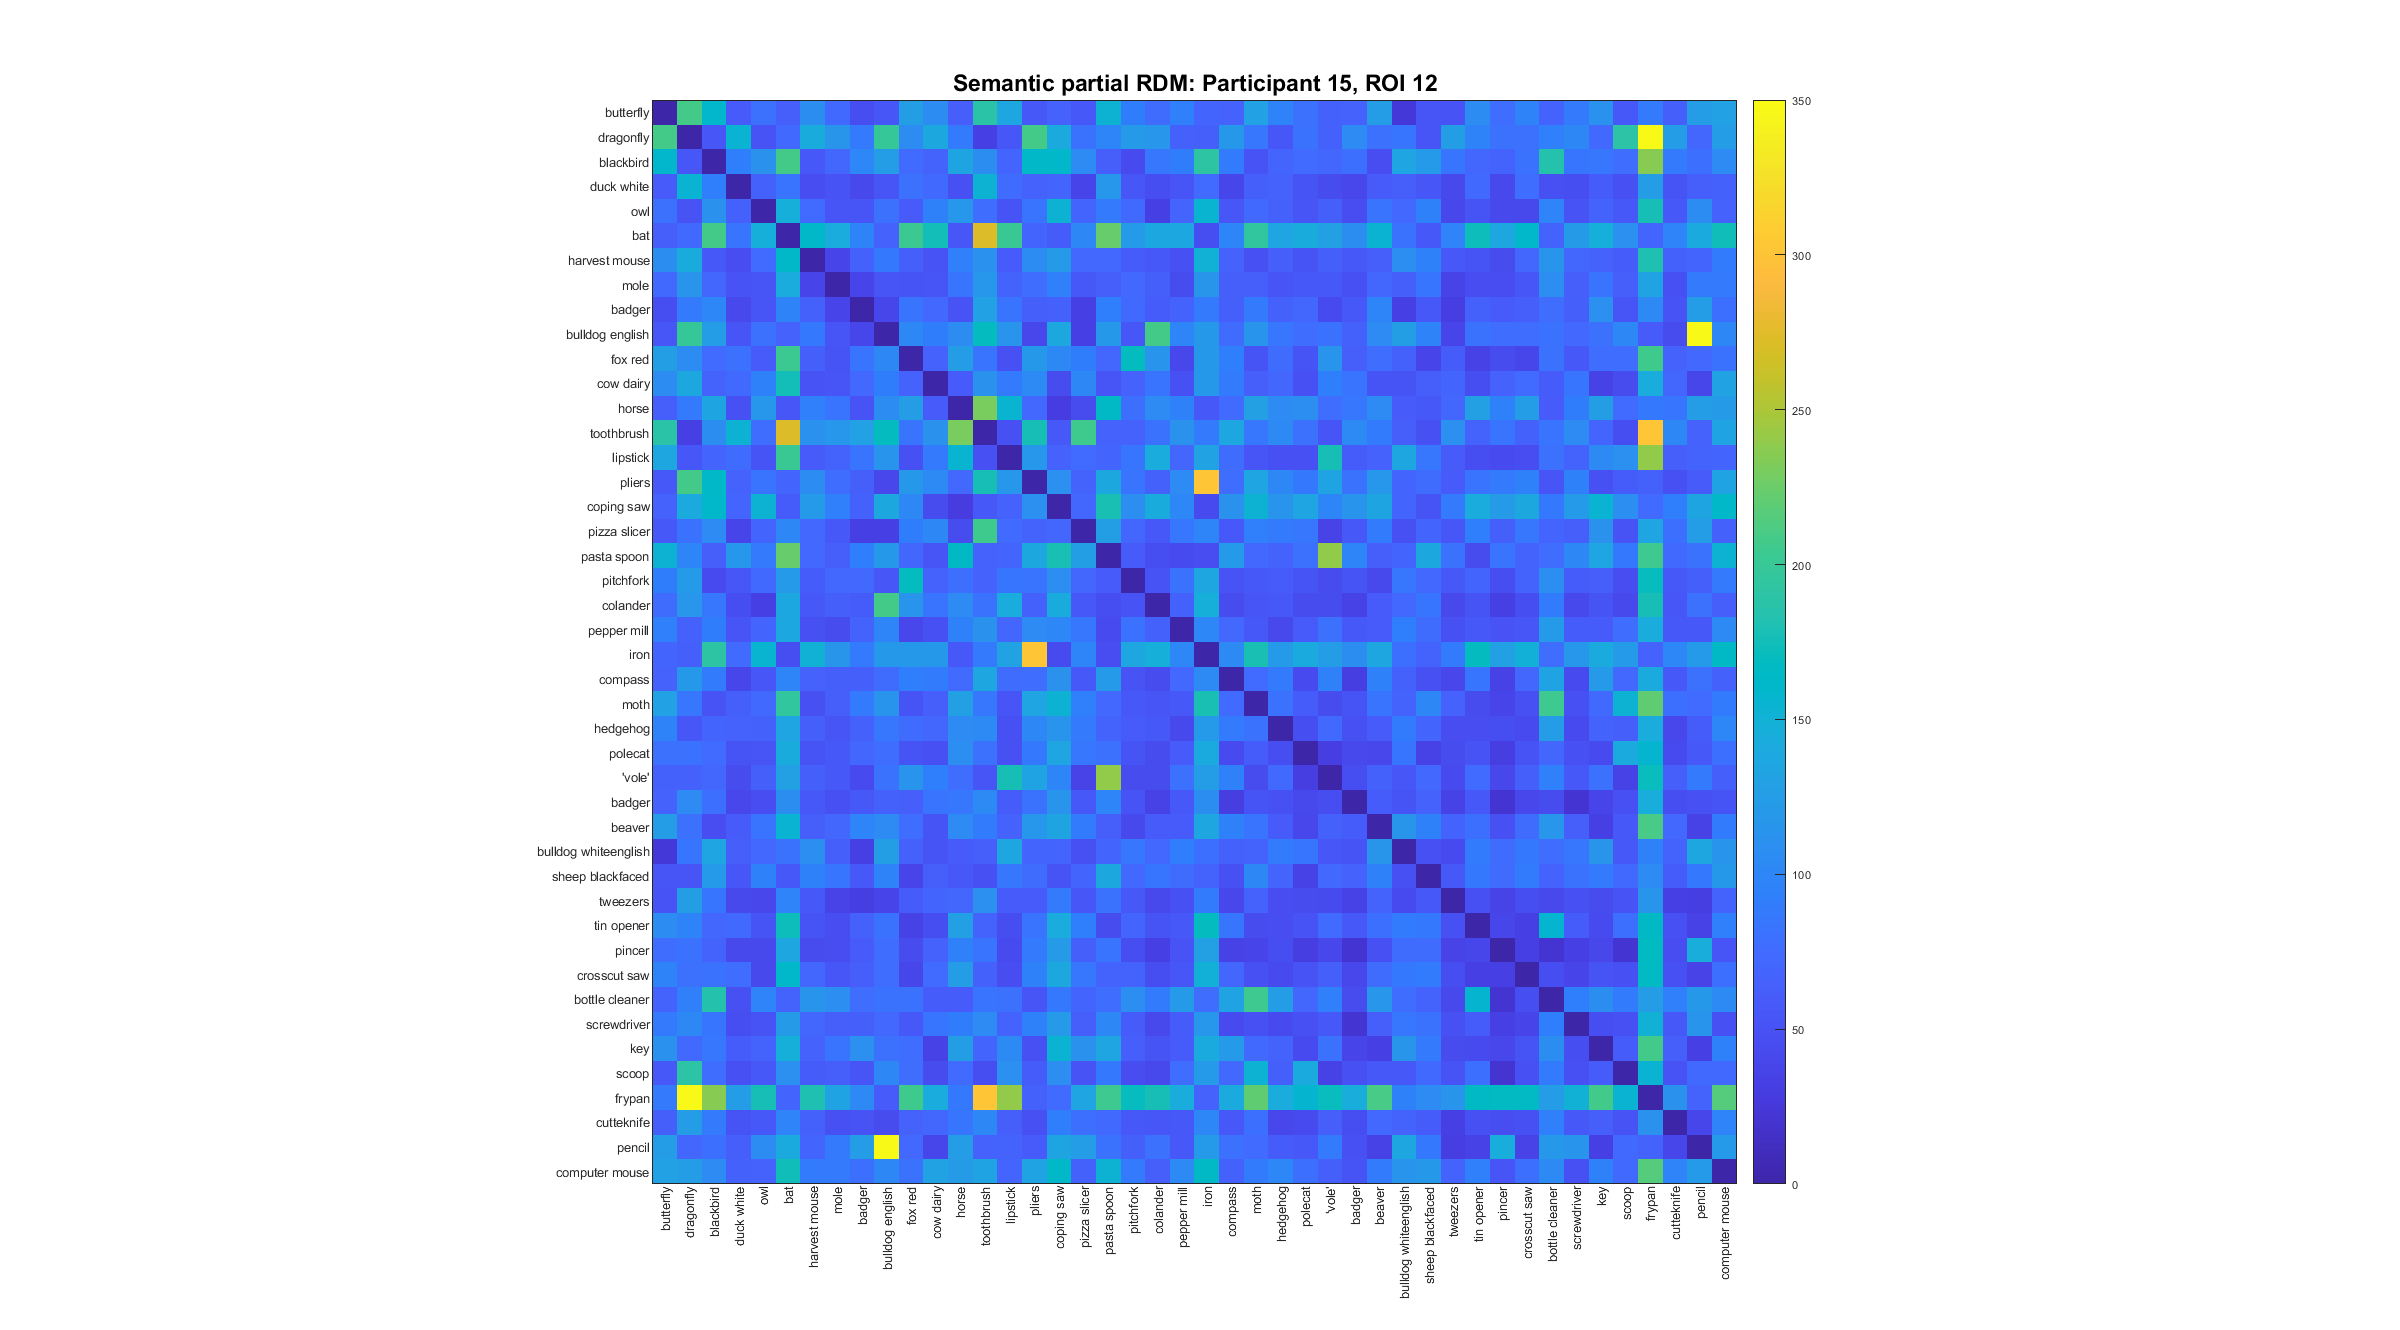 Semantic partial RDM: Participant 15, ROI 12
butterfly
dragonfly
blackbird
duck white
owl
bat
harvest mouse
mole
badger
bulldog english
fox red
cow dairy
horse
toothbrush
lipstick
pliers
coping saw
pizza slicer
pasta spoon
pitchfork
colander
pepper mill
iron
compass
moth
hedgehog
polecat
'vole'
badger
beaver
bulldog whiteenglish
sheep blackfaced
tweezers
tin opener
pincer
crosscut saw
bottle cleaner
screwdriver
key
scoop
frypan
cutteknife
pencil
computer mouse
butterfly
dragonfly
blackbird
duck white
owl
bat
harvest mouse
mole
badger
bulldog english
fox red
cow dairy
horse
toothbrush
lipstick
pliers
coping saw
pizza slicer
pasta spoon
pitchfork
colander
pepper mill
iron
compass
moth
hedgehog
polecat
'vole'
badger
beaver
bulldog whiteenglish
sheep blackfaced
tweezers
tin opener
pincer
crosscut saw
bottle cleaner
screwdriver
key
scoop
frypan
cutteknife
pencil
computer mouse
350
300
250
200
150
100
50
0